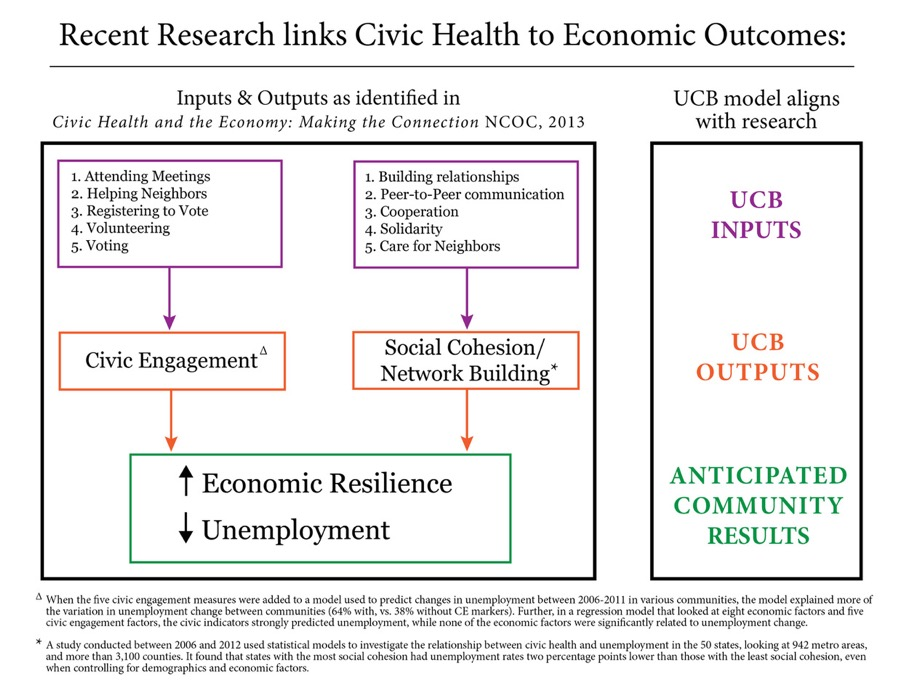 Recent Research links Civic Health to Economic Outcomes:
Inputs & Outputs as identified in
Civic Health and the Economy: Making the Connection NCOC, 2013
1. Attending Meetings
2. Helping Neighbors
3. Registering to Vote
4. Volunteering
5. Voting
1. Building relationships
2. Peer-to-Peer communication
3. Cooperation
4. Solidarity
5. Care for Neighbors
Civic Engagement Δ
Social Cohesion/
Network Building*
Economic Resilience
Unemployment
UCB model aligns
with research
UCB
INPUTS
UCB
OUTPUTS
ANTICIPATED
COMMUNITY
RESULTS
Δ When the five civic engagement measures were added to a model used to predict changes in unemployment between 2006-2011 in various communities, the model explained more of
the variation in unemployment change between communities (64% with, vs. 38% without CE markers). Further, in a regression model that looked at eight economic factors and five
civic engagement factors, the civic indicators strongly predicted unemployment, while none of the economic factors were significantly related to unemployment change.
* A study conducted between 2006 and 2012 used statistical models to investigate the relationship between civic health and unemployment in the 50 states, looking at 942 metro areas,
and more than 3,100 counties. It found that states with the most social cohesion had unemployment rates two percentage points lower than those with the least social cohesion, even
when controlling for demographics and economic factors.